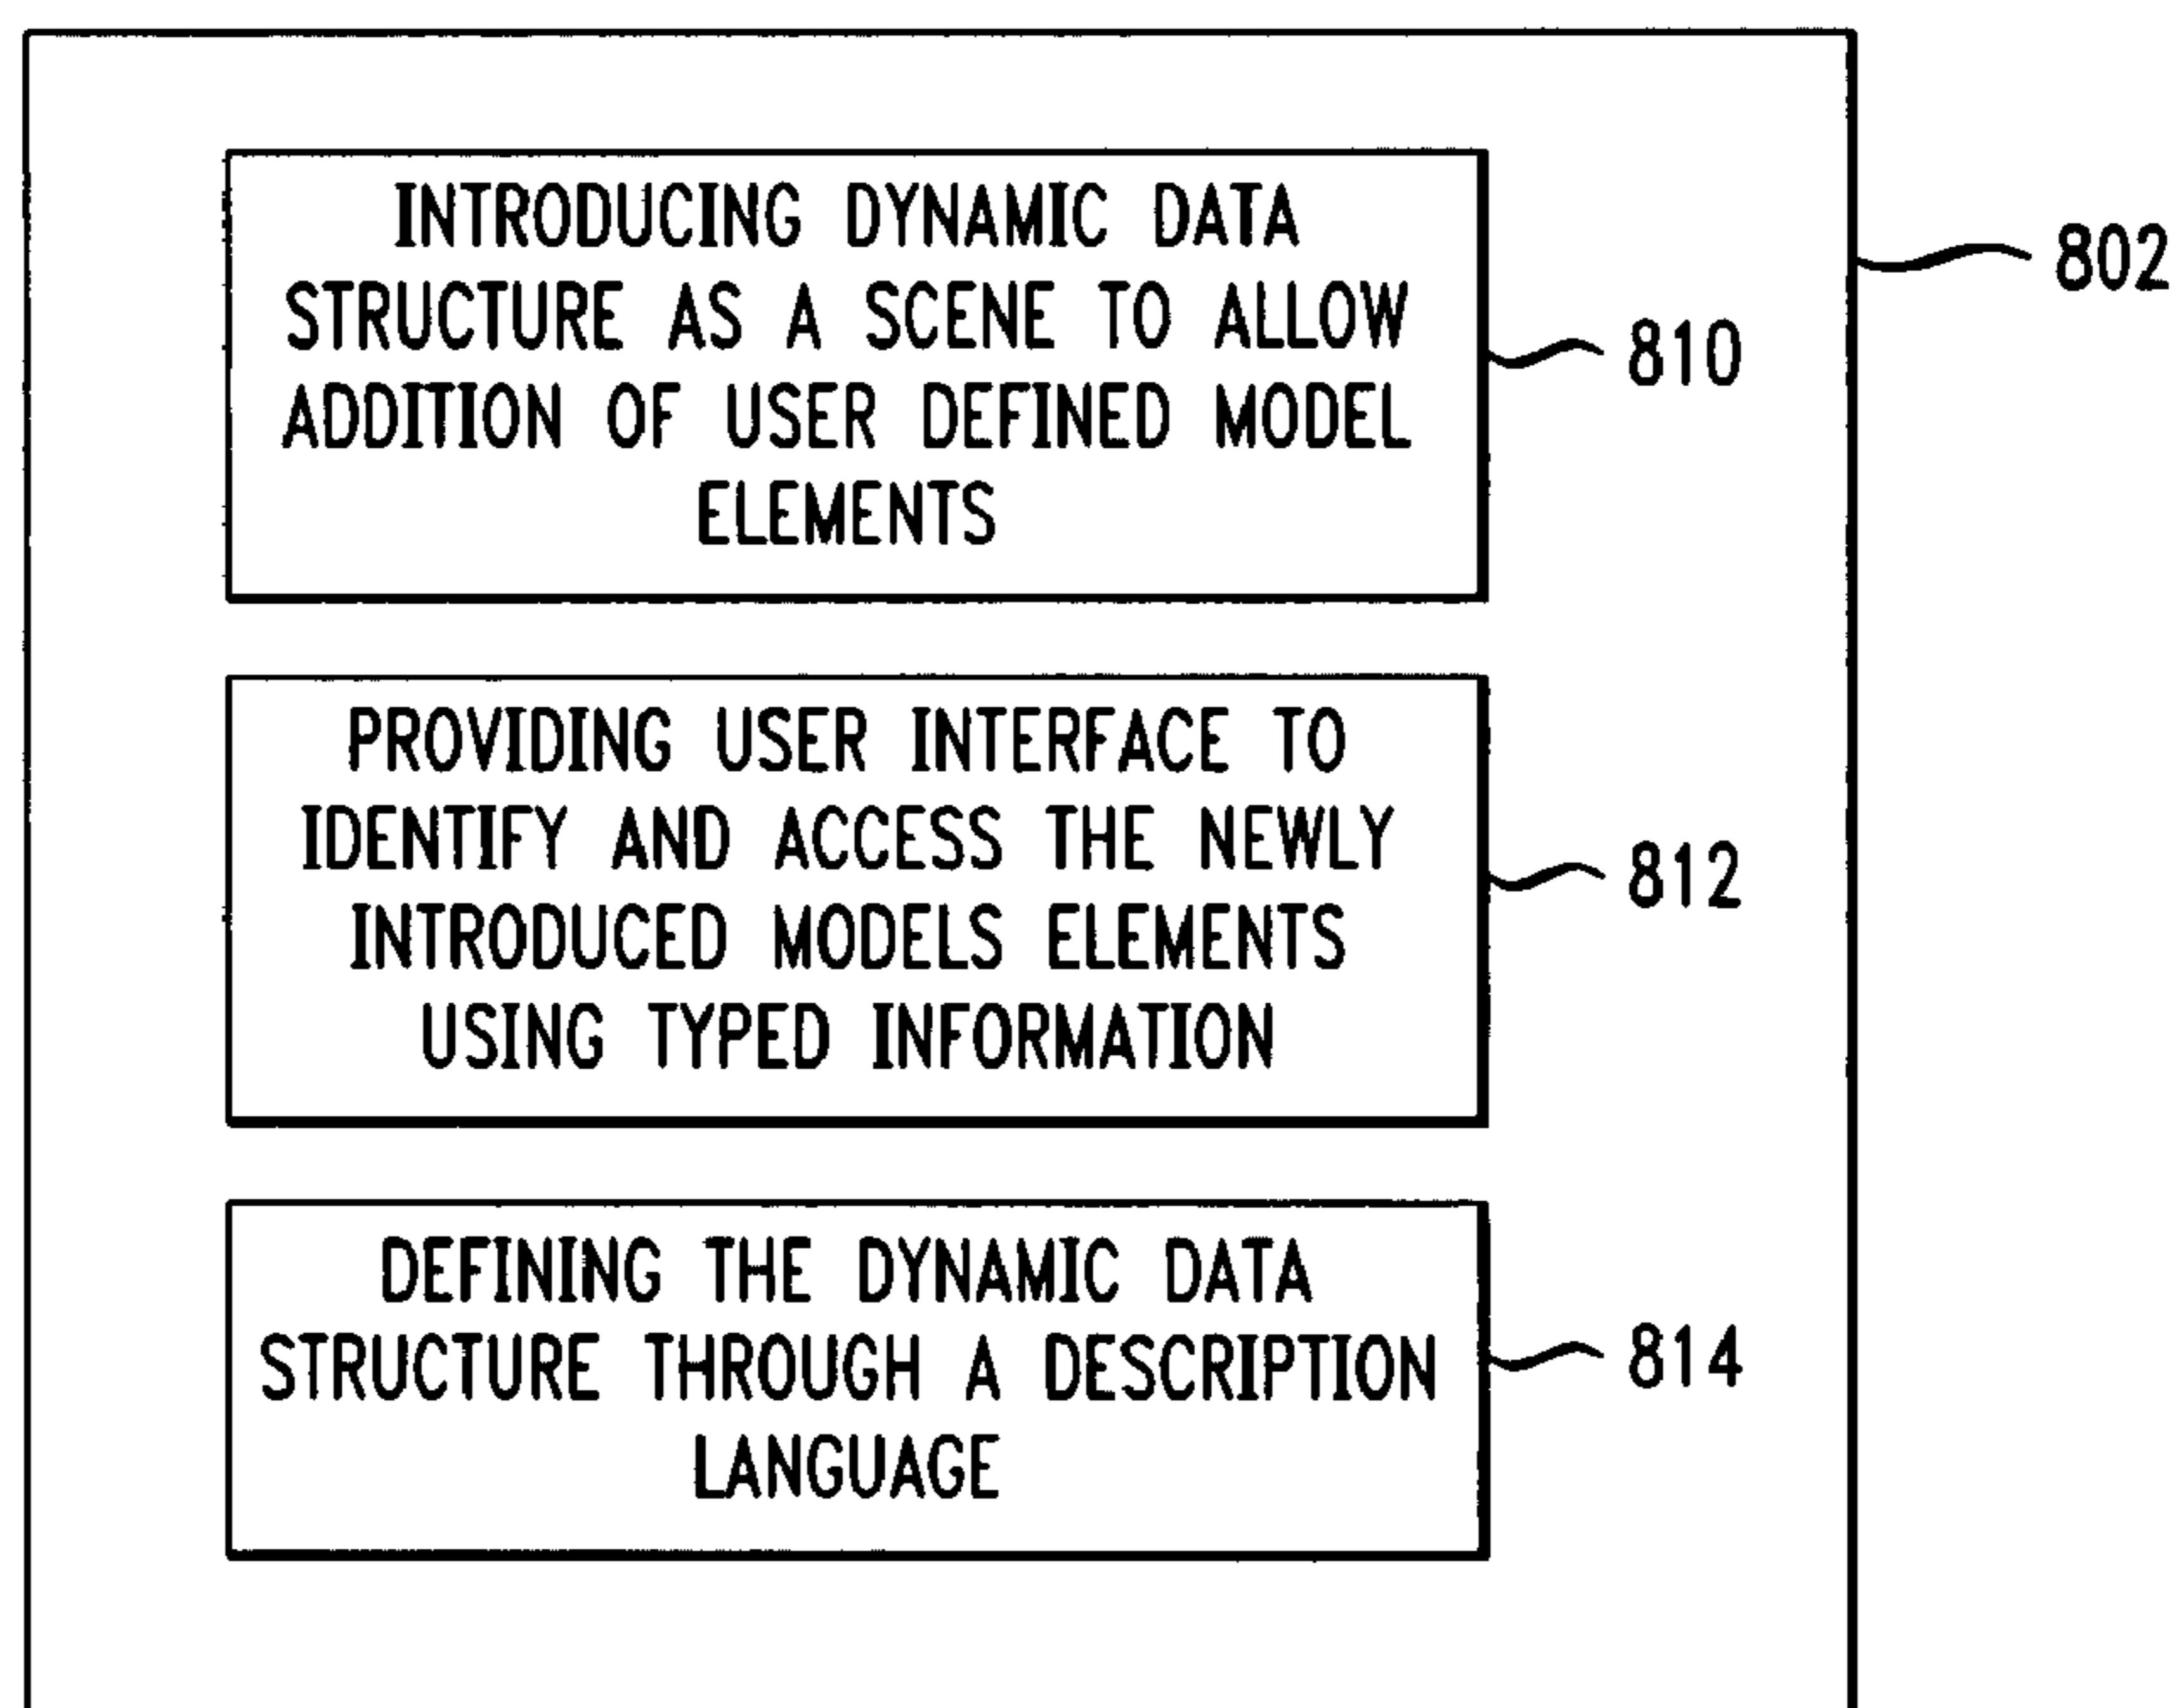 INTRODUCING DYNAMIC DATA
STRUCTURE AS A SCENE TO ALLOW
ADDITION OF USER DEFINED MODEL
ELEMENTS
802
810
PROVIDING USER INTERFACE TO
IDENTIFY AND ACCESS THE NEWLY
INTRODUCED MODELS ELEMENTS
USING TYPED INFORMATION
812
DEFINING THE DYNAMIC DATA
STRUCTURE THROUGH A DESCRIPTION
LANGUAGE
814